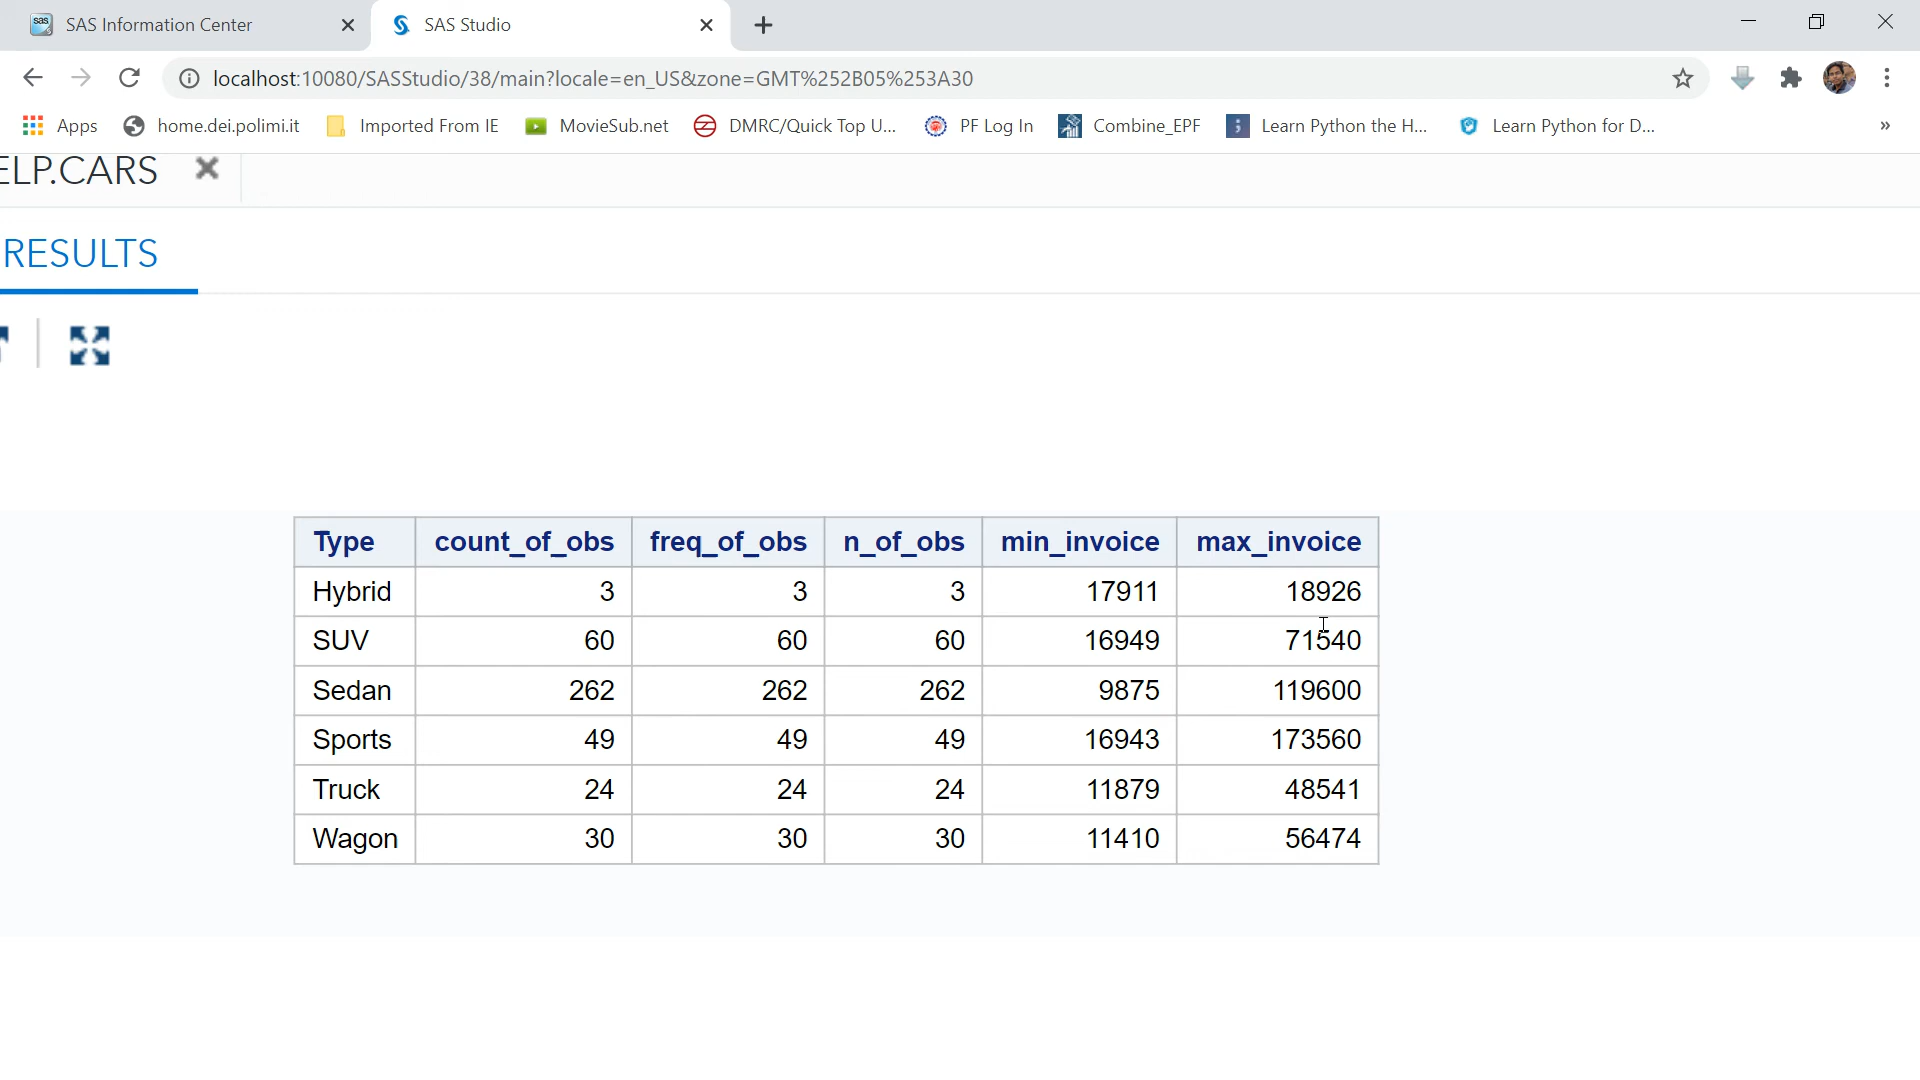 SAS Information Center
SAS Studio
localhost:10080/SASStudio/38/main?locale=en_US&zone=GMT%252B05%253A30
Apps home.dei.polimi.it Imported From IE MovieSub.net DMRC/Quick Top U... PF Log In Combine_EPF Learn Python the H... Learn Python for D... »
ELP.CARS
RESULTS
Type count_of_obs freq_of_obs n_of_obs min_invoice max_invoice
Hybrid 3 3 3 17911 18926
SUV 60 60 60 16949 71540
Sedan 262 262 262 9875 119600
Sports 49 49 49 16943 173560
Truck 24 24 24 11879 48541
Wagon 30 30 30 11410 56474